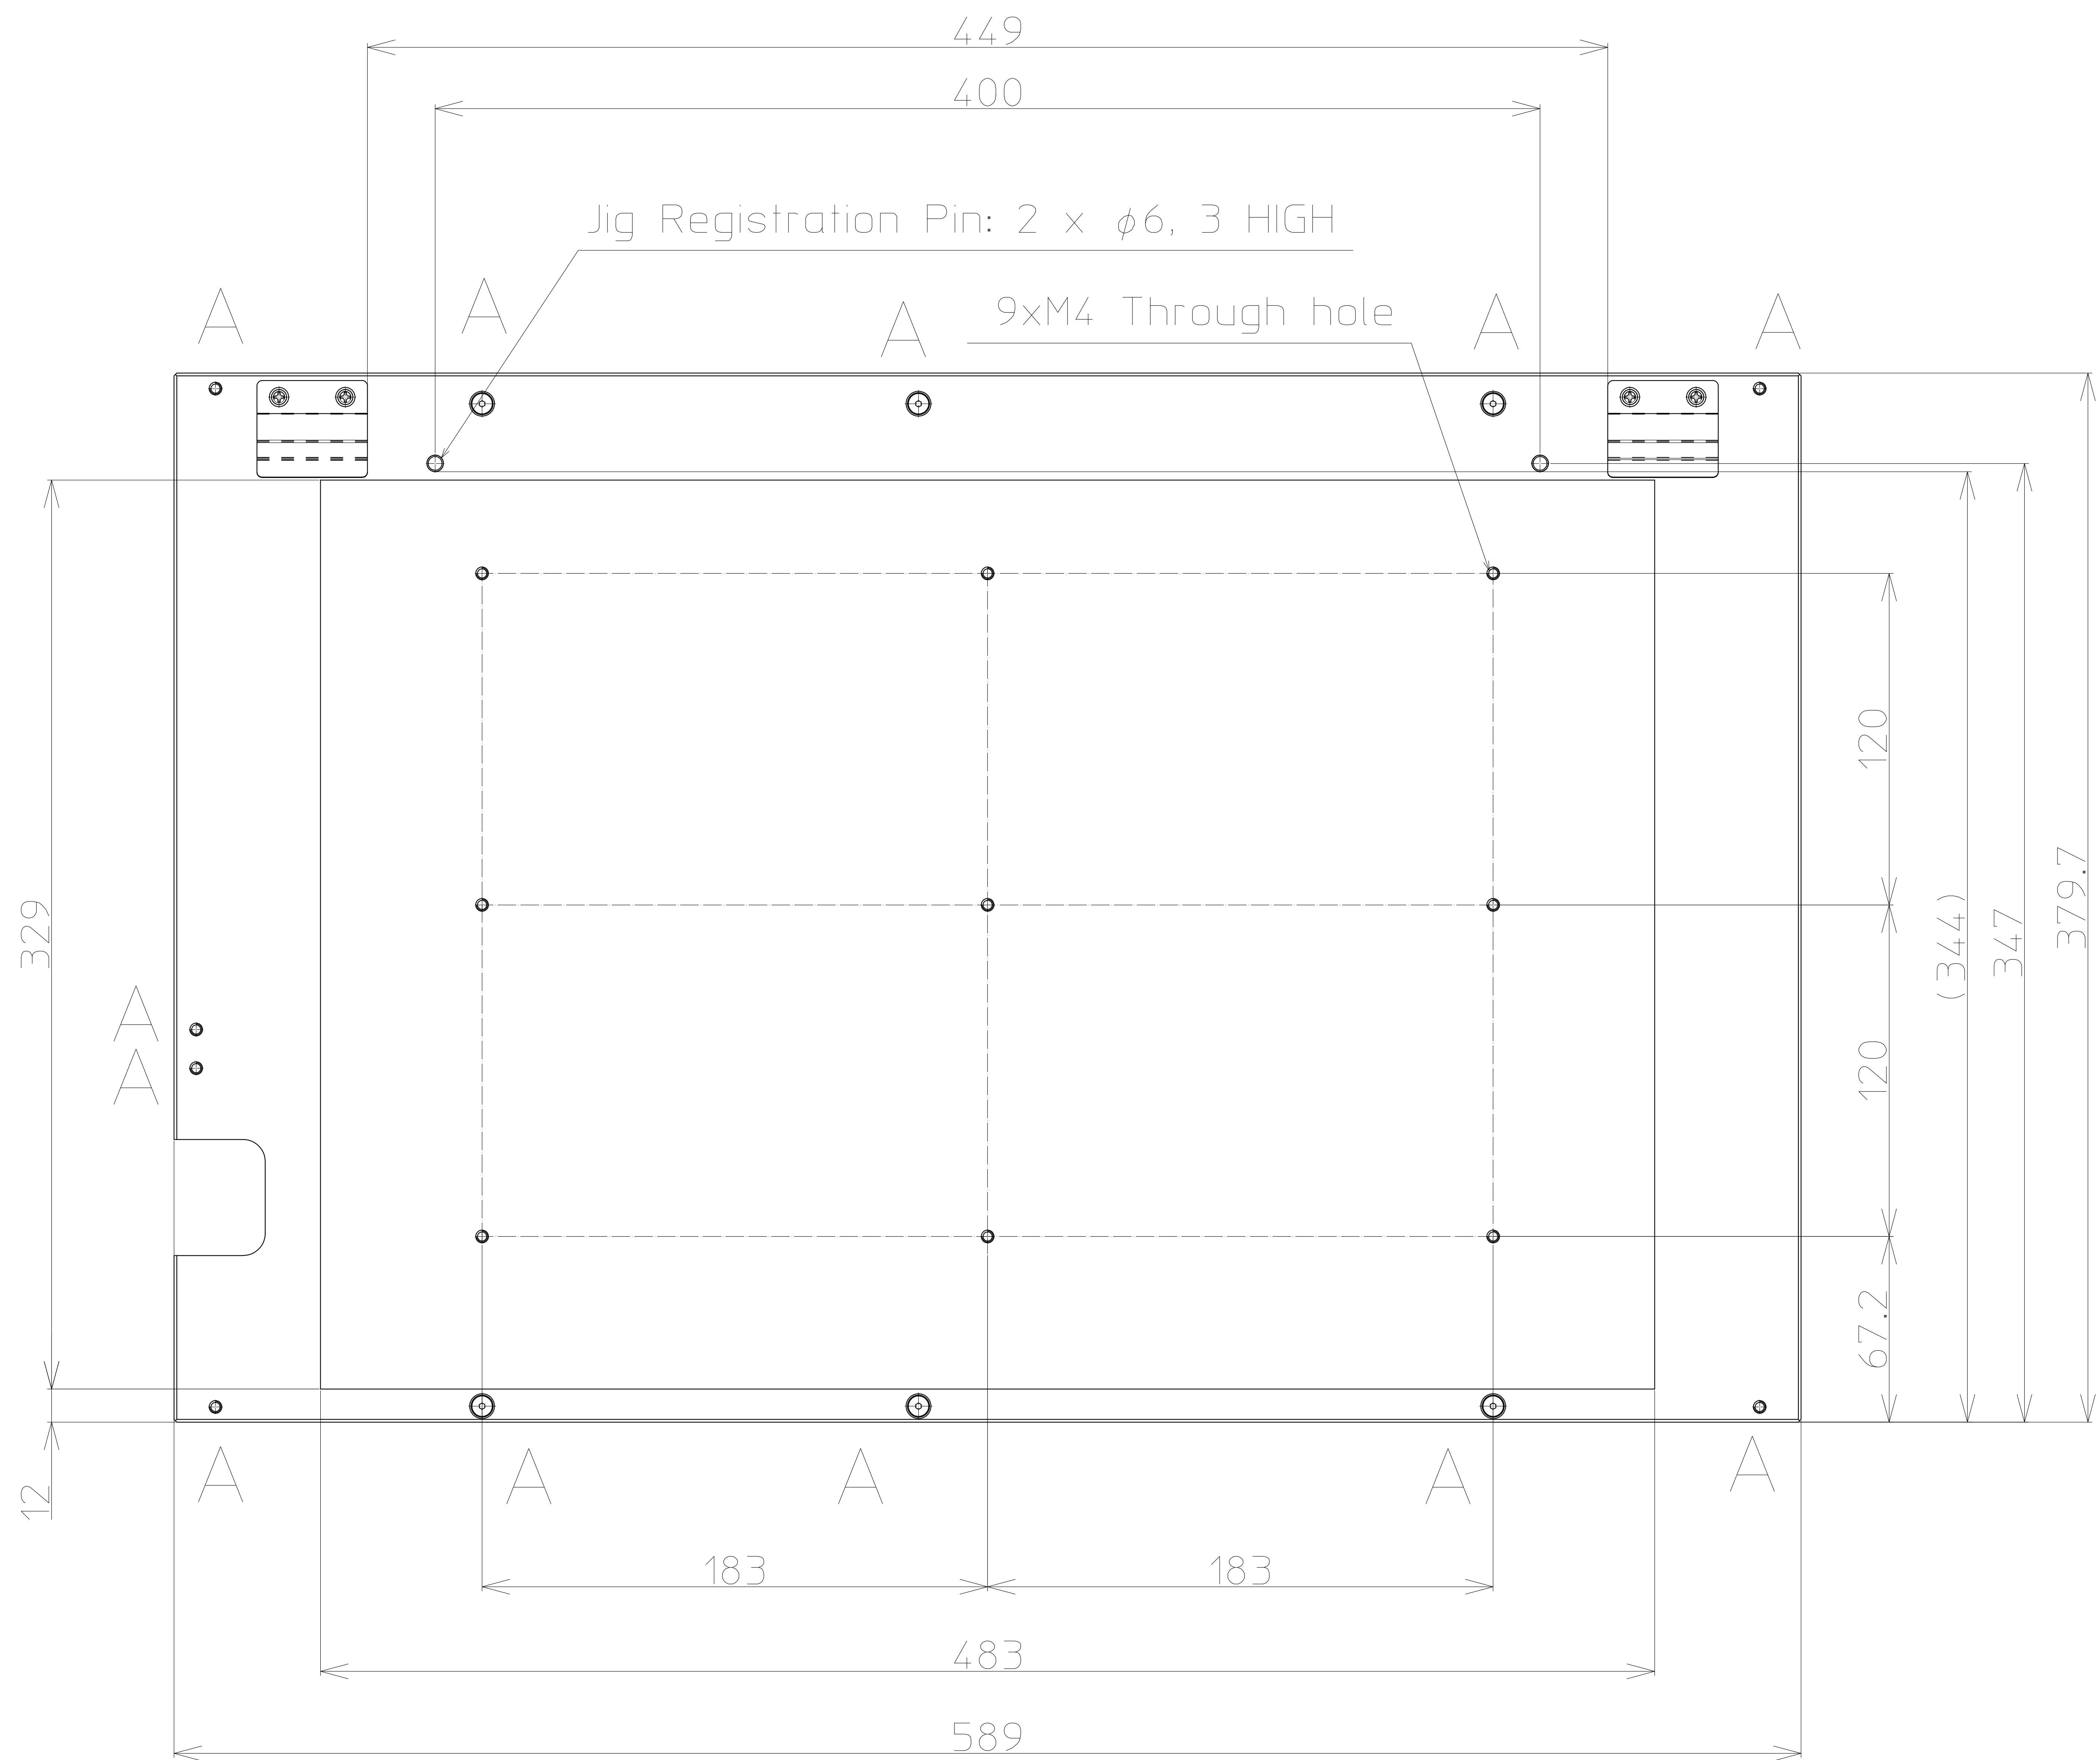 449
400
Jig Registration Pin: 2 x φ6, 3 HIGH
9xM4 Through hole
A
A
A
A
A
120
329
(344)
347
379.7
A
A
120
67.2
12
A
A
A
A
A
183
183
483
589